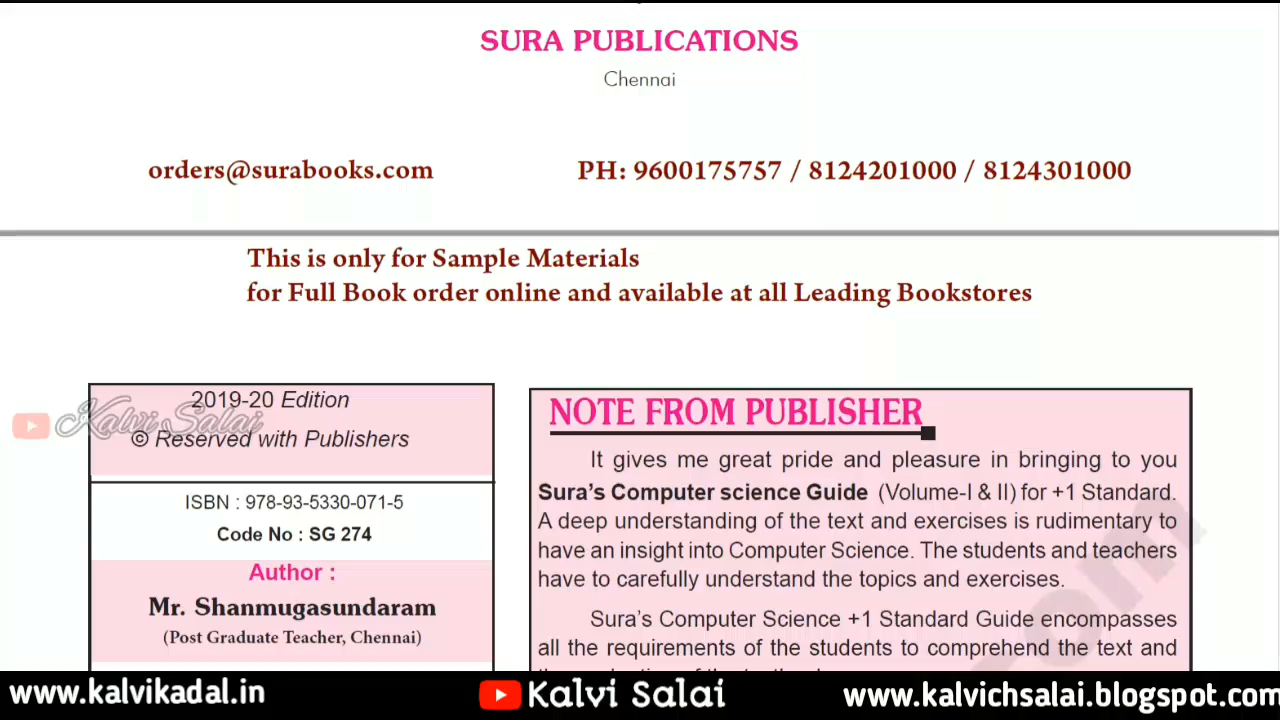 SURA PUBLICATIONS
Chennai
orders@surabooks.com PH: 9600175757 / 8124201000 / 8124301000
This is only for Sample Materials
for Full Book order online and available at all Leading Bookstores
2019-20 Edition
Kalvi Salai
© Reserved with Publishers
ISBN : 978-93-5330-071-5
Code No : SG 274
Author :
Mr. Shanmugasundaram
(Post Graduate Teacher, Chennai)
NOTE FROM PUBLISHER
It gives me great pride and pleasure in bringing to you
Sura's Computer science Guide (Volume-I & II) for +1 Standard.
A deep understanding of the text and exercises is rudimentary to
have an insight into Computer Science. The students and teachers
have to carefully understand the topics and exercises.
Sura's Computer Science +1 Standard Guide encompasses
all the requirements of the students to comprehend the text and
www.kalvikadal.in Kalvi Salai www.kalvichsalai.blogspot.com